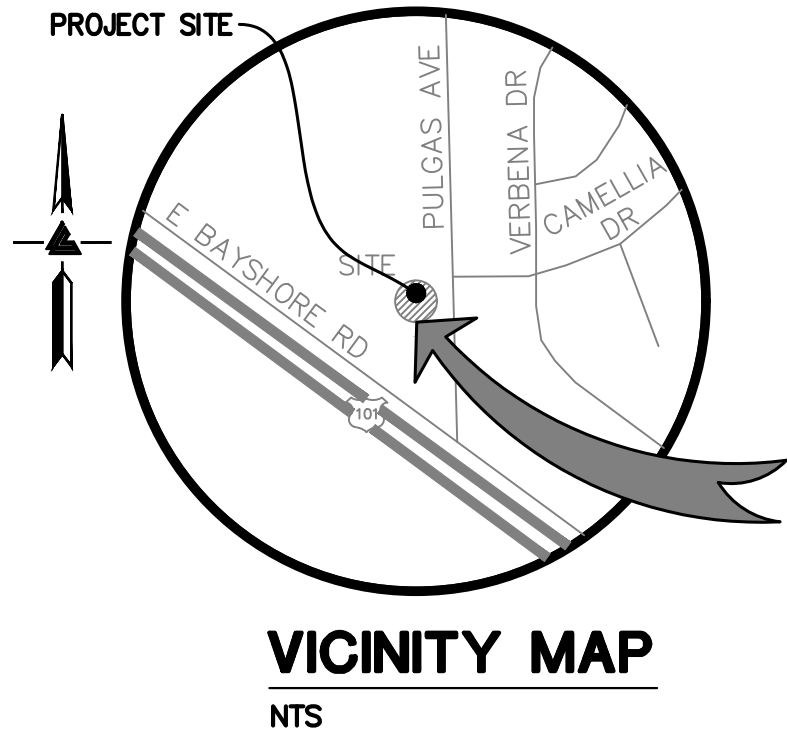 PROJECT SITE
PULGAS AVE
VERBENA DR
CAMELLIA
DR
E BAYSHORE RD
SITE
101
VICINITY MAP
NTS